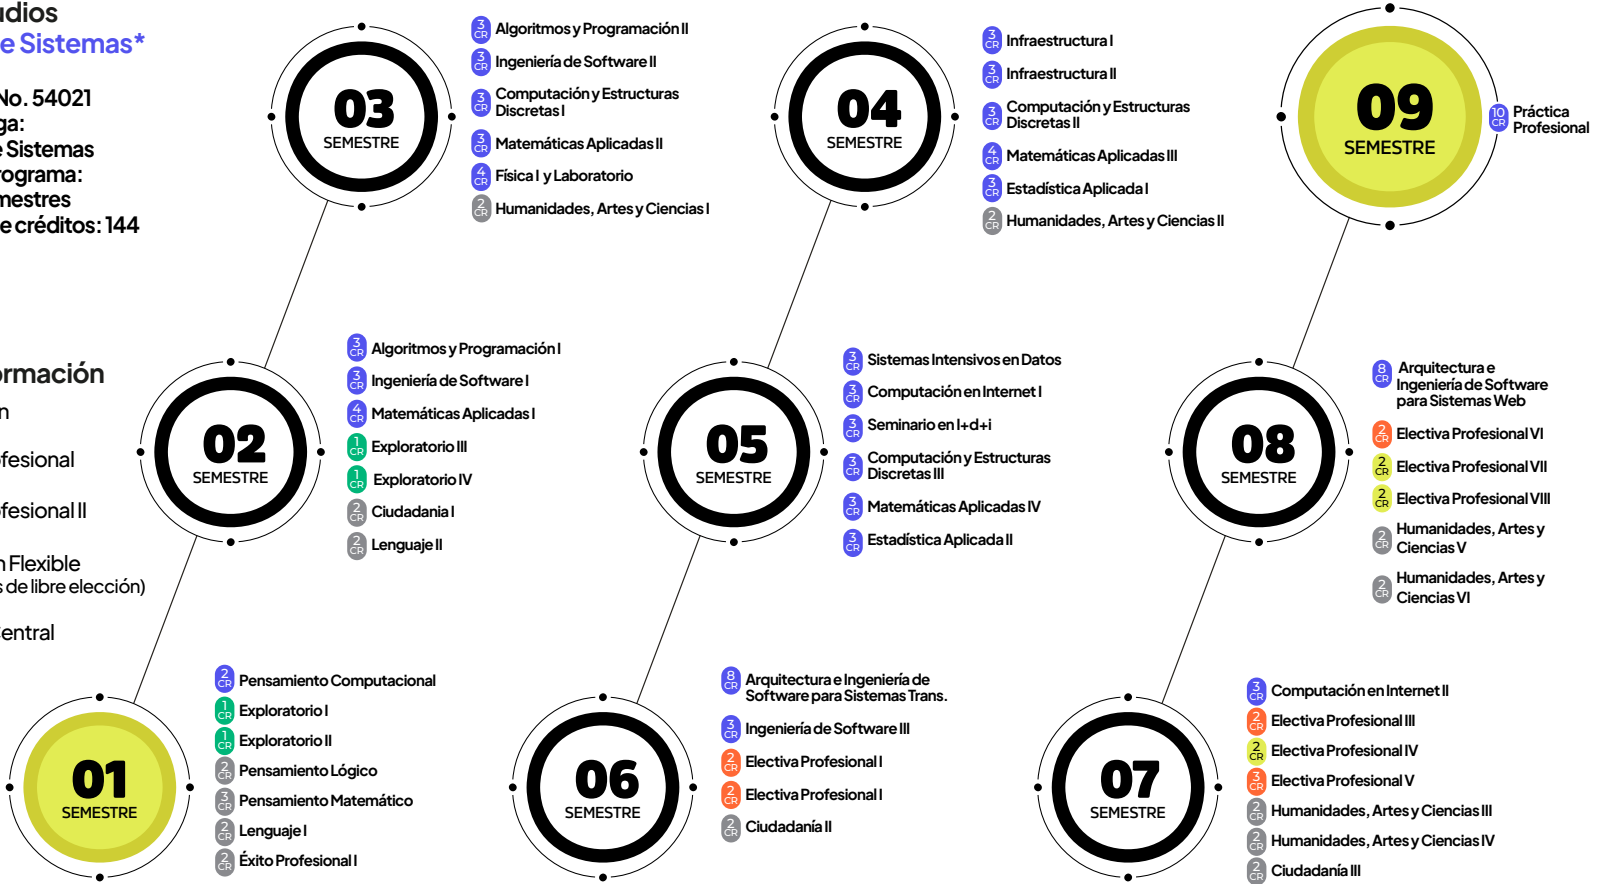 udios
e Sistemas*
No. 54021
ga:
e Sistemas
rograma:
mestres
e créditos: 144
ormación
n
ofesional
ofesional II
n Flexible
s de libre elección)
Central
01
SEMESTRE
2 CR Pensamiento Computacional
1 CR Exploratorio I
1 CR Exploratorio II
2 CR Pensamiento Lógico
3 CR Pensamiento Matemático
2 CR Lenguaje I
2 CR Éxito Profesional I
02
SEMESTRE
3 CR Algoritmos y Programación I
3 CR Ingeniería de Software I
4 CR Matemáticas Aplicadas I
1 CR Exploratorio III
1 CR Exploratorio IV
2 CR Ciudadania I
2 CR Lenguaje II
03
SEMESTRE
3 CR Algoritmos y Programación II
3 CR Ingeniería de Software II
3 CR Computación y Estructuras
Discretas I
3 CR Matemáticas Aplicadas II
4 CR Física I y Laboratorio
2 CR Humanidades, Artes y Ciencias I
04
SEMESTRE
3 CR Infraestructura I
3 CR Infraestructura II
3 CR Computación y Estructuras
Discretas II
4 CR Matemáticas Aplicadas III
3 CR Estadística Aplicada I
2 CR Humanidades, Artes y Ciencias II
05
SEMESTRE
3 CR Sistemas Intensivos en Datos
3 CR Computación en Internet I
3 CR Seminario en I+d+i
3 CR Computación y Estructuras
Discretas III
3 CR Matemáticas Aplicadas IV
3 CR Estadística Aplicada II
06
SEMESTRE
8 CR Arquitectura e Ingeniería de
Software para Sistemas Trans.
3 CR Ingeniería de Software III
2 CR Electiva Profesional I
2 CR Electiva Profesional I
2 CR Ciudadanía II
07
SEMESTRE
3 CR Computación en Internet II
2 CR Electiva Profesional III
2 CR Electiva Profesional IV
3 CR Electiva Profesional V
2 CR Humanidades, Artes y Ciencias III
2 CR Humanidades, Artes y Ciencias IV
2 CR Ciudadanía III
08
SEMESTRE
8 CR Arquitectura e
Ingeniería de Software
para Sistemas Web
2 CR Electiva Profesional VI
2 CR Electiva Profesional VII
2 CR Electiva Profesional VIII
2 CR Humanidades, Artes y
Ciencias V
2 CR Humanidades, Artes y
Ciencias VI
09
SEMESTRE
10 CR Práctica
Profesional